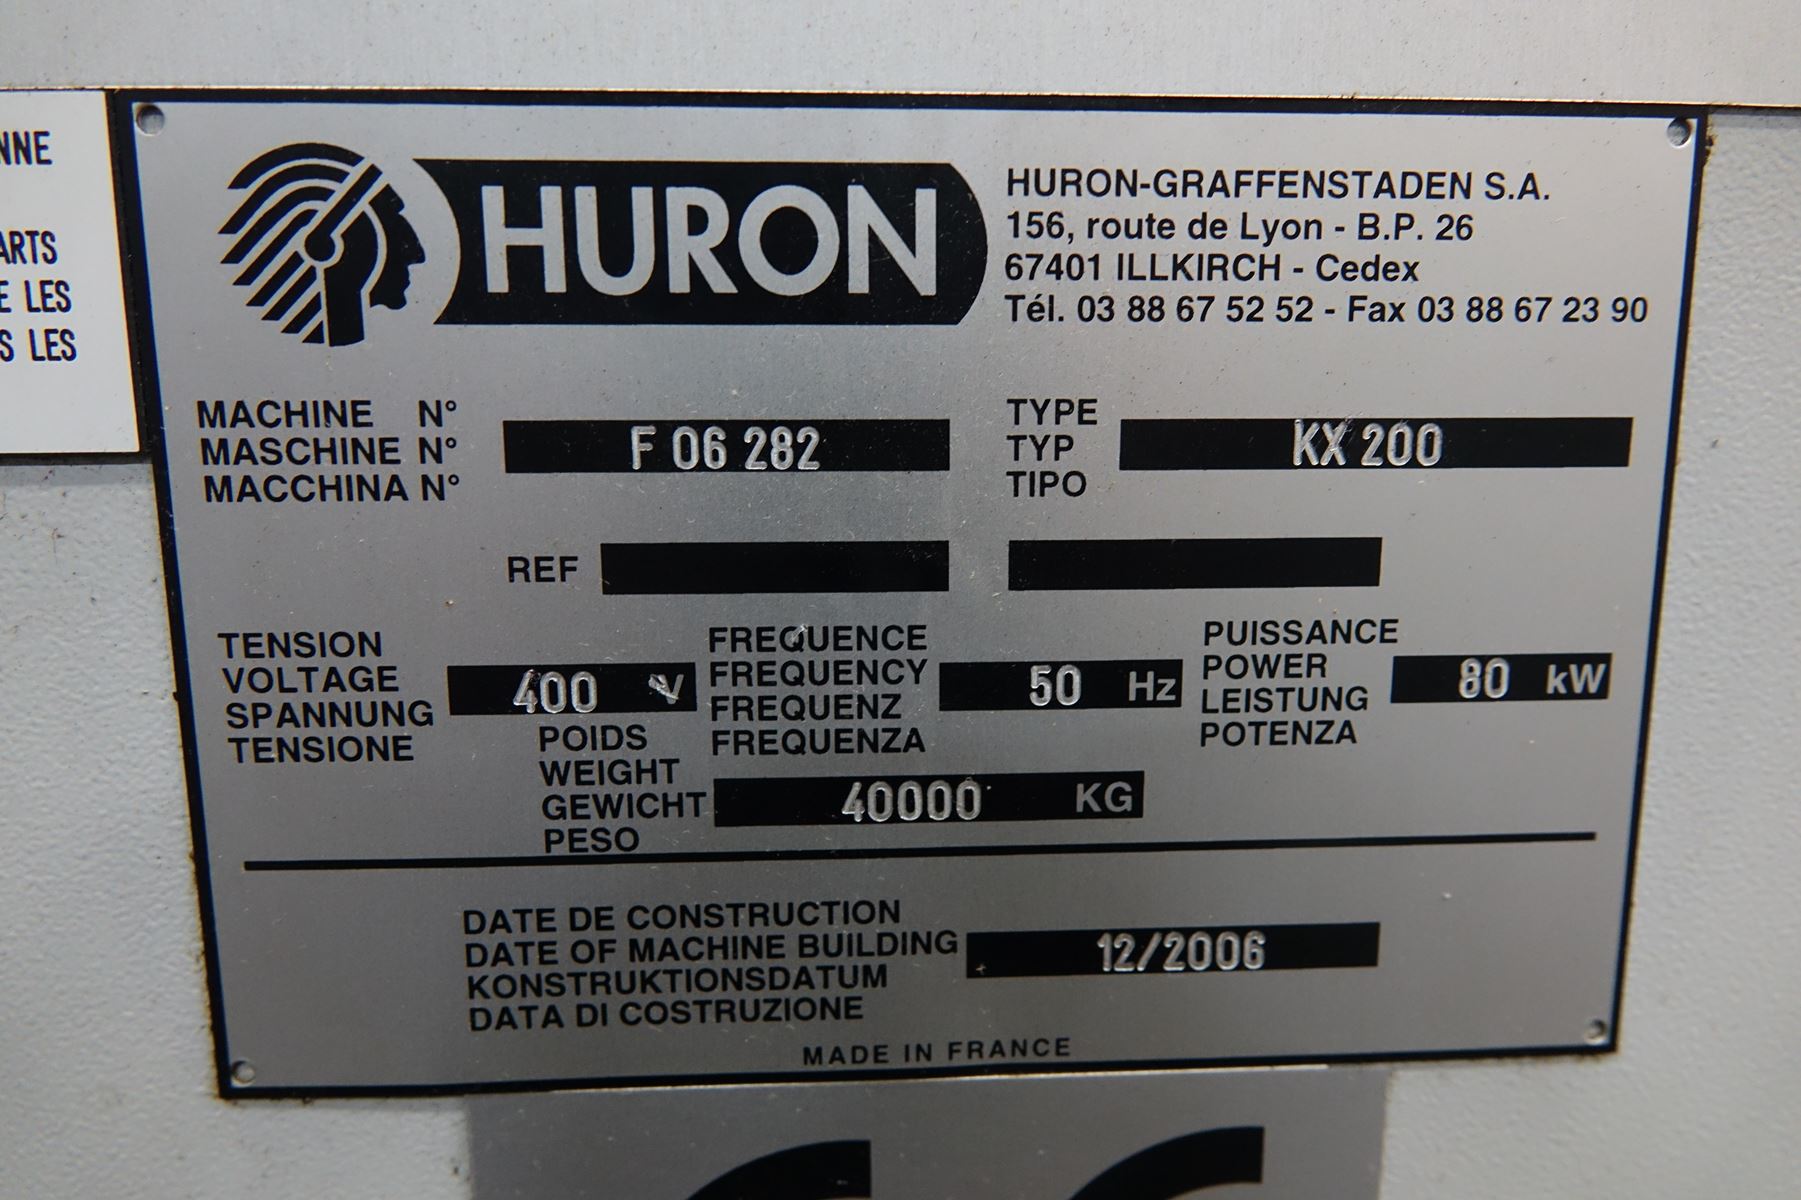 NNE
ARTS
E LES
S LES
HURON
HURON-GRAFFENSTADEN S.A.
156, route de Lyon - B.P. 26
67401 ILLKIRCH - Cedex
Tél. 03 88 67 52 52 - Fax 03 88 67 23 90
MACHINE N°
MASCHINE N°
MACCHINA N°
F 06 282
TYPE
TYP
TIPO
KX 200
REF
TENSION
VOLTAGE
SPANNUNG
TENSIONE
400 V
FREQUENCE
FREQUENCY
FREQUENZ
FREQUENZA
50 Hz
PUISSANCE
POWER
LEISTUNG
POTENZA
80 kW
POIDS
WEIGHT
GEWICHT
PESO
40000 KG
DATE DE CONSTRUCTION
DATE OF MACHINE BUILDING
KONSTRUKTIONSDATUM
DATA DI COSTRUZIONE
12/2006
MADE IN FRANCE